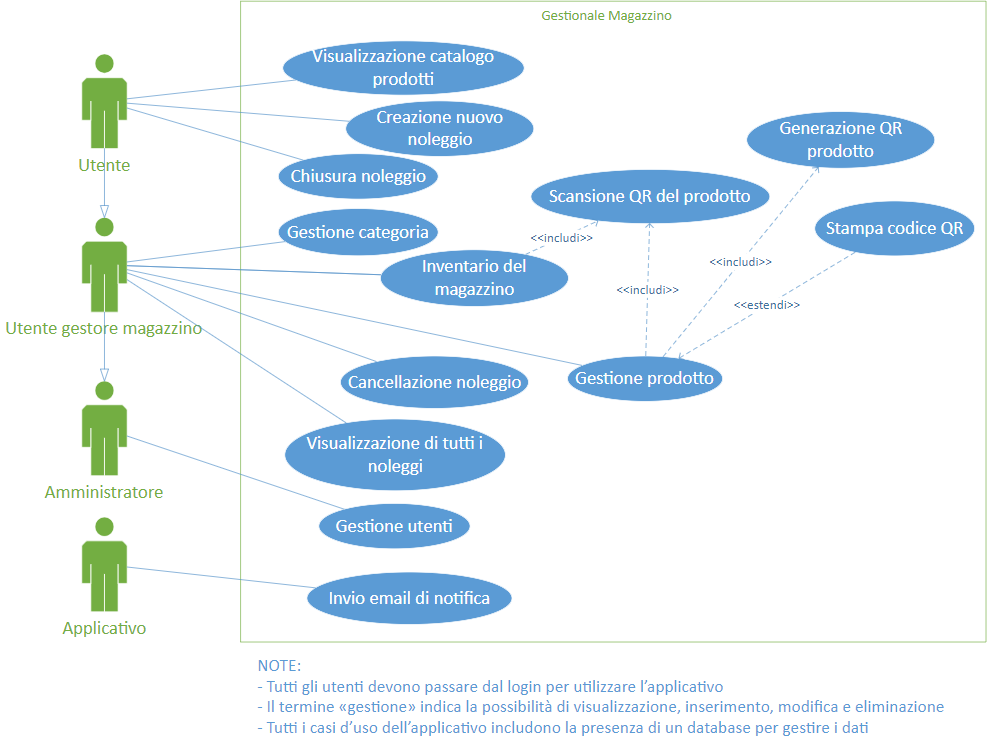 Gestionale Magazzino
Visualizzazione catalogo
prodotti
Creazione nuovo
noleggio
Generazione QR
prodotto
Utente
Chiusura noleggio
Scansione QR del prodotto
Gestione categoria
Stampa codice QR
<<includi>>
Inventario del
magazzino
<<includi>>
<<includi>>
<<estendi>>
Utente gestore magazzino
Cancellazione noleggio
Gestione prodotto
Visualizzazione di tutti i
noleggi
Amministratore
Gestione utenti
Invio email di notifica
Applicativo
NOTE:
- Tutti gli utenti devono passare dal login per utilizzare l’applicativo
- Il termine «gestione» indica la possibilità di visualizzazione, inserimento, modifica e eliminazione
- Tutti i casi d’uso dell’applicativo includono la presenza di un database per gestire i dati